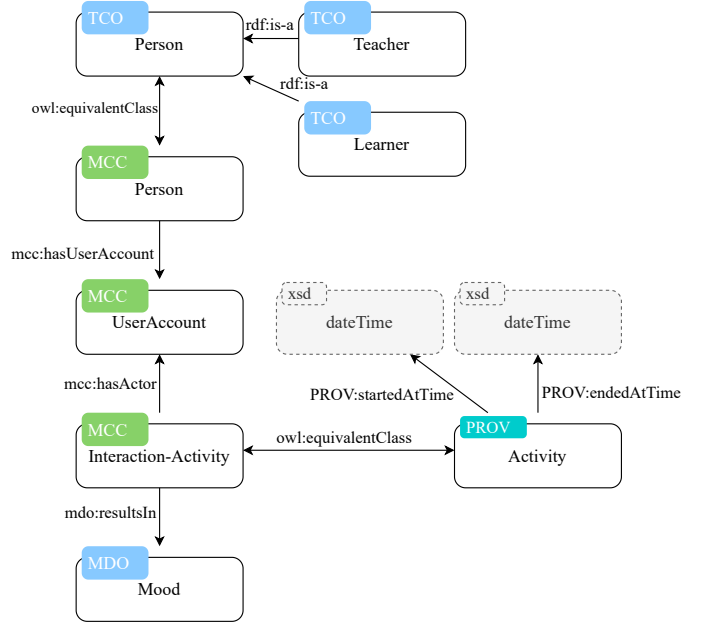 TCO
Person
rdf:is-a
TCO
Teacher
rdf:is-a
TCO
Learner
owl:equivalentClass
MCC
Person
mcc:hasUserAccount
MCC
UserAccount
xsd
dateTime
xsd
dateTime
mcc:hasActor
PROV:startedAtTime
PROV:endedAtTime
MCC
Interaction-Activity
owl:equivalentClass
PROV
Activity
mdo:resultsIn
MDO
Mood